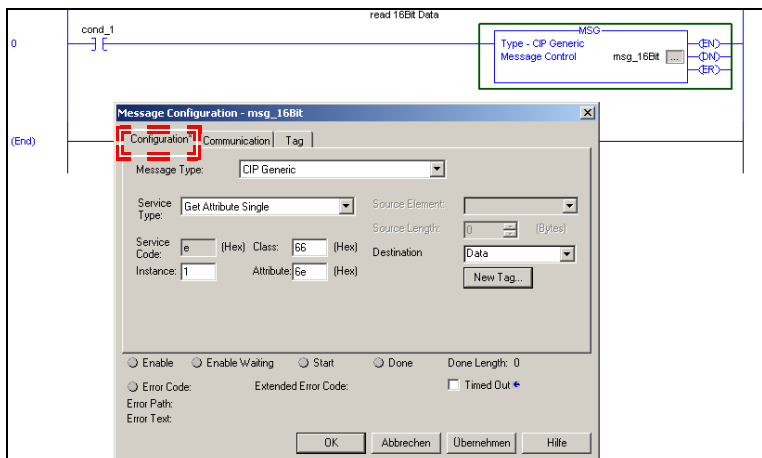 read 16Bit Data
cond_1
0
MSG
Type - CIP Generic
Message Control msg_16Bit ...
(EN)
(DN)
(ER)
(End)
Message Configuration - msg_16Bit
Configuration* Communication Tag
Message Type: CIP Generic
Service Type: Get Attribute Single
Source Element:
Source Length: 0 (Bytes)
Service Code: e (Hex) Class: 66 (Hex)
Destination Data
Instance: 1 Attribute: 6e (Hex)
New Tag...
Enable Enable Waiting Start Done Done Length: 0
Error Code: Extended Error Code: Timed Out
Error Path:
Error Text:
OK Abbrechen Übernehmen Hilfe